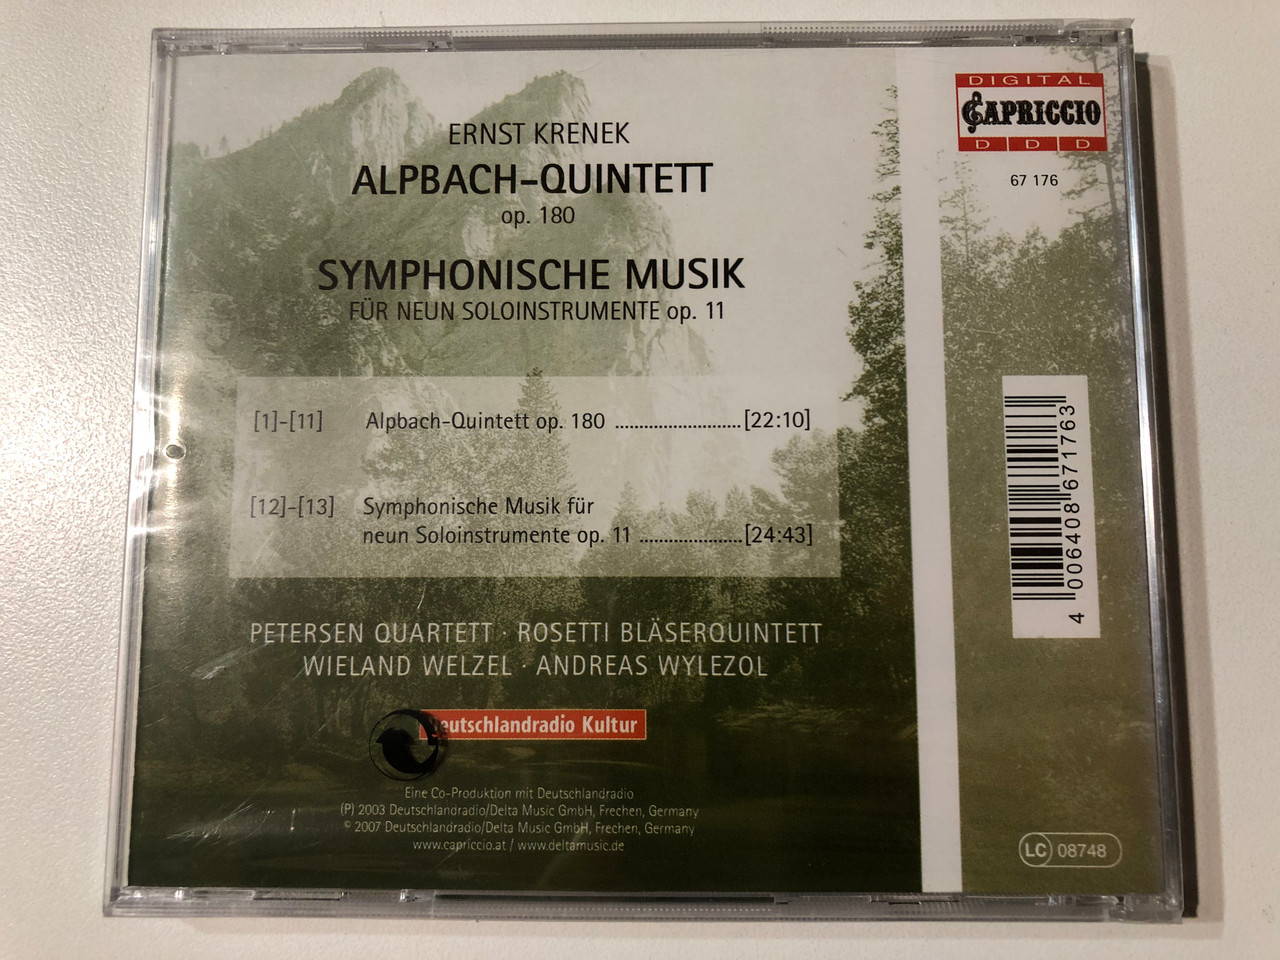 ERNST KRENEK
ALPBACH–QUINTETT
op. 180
SYMPHONISCHE MUSIK
FÜR NEUN SOLOINSTRUMENTE op. 11
[1]-[11] Alpbach-Quintett op. 180 ..........................[22:10]
[12]-[13] Symphonische Musik für
neun Soloinstrumente op. 11 .....................[24:43]
PETERSEN QUARTETT · ROSETTI BLÄSERQUINTETT
WIELAND WELZEL · ANDREAS WYLEZOL
Deutschlandradio Kultur
Eine Co-Produktion mit Deutschlandradio
(P) 2003 Deutschlandradio/Delta Music GmbH, Frechen, Germany
© 2007 Deutschlandradio/Delta Music GmbH, Frechen, Germany
www.capriccio.at / www.deltamusic.de
DIGITAL
CAPRICCIO
D D D
67 176
4 006408 671763
LC 08748